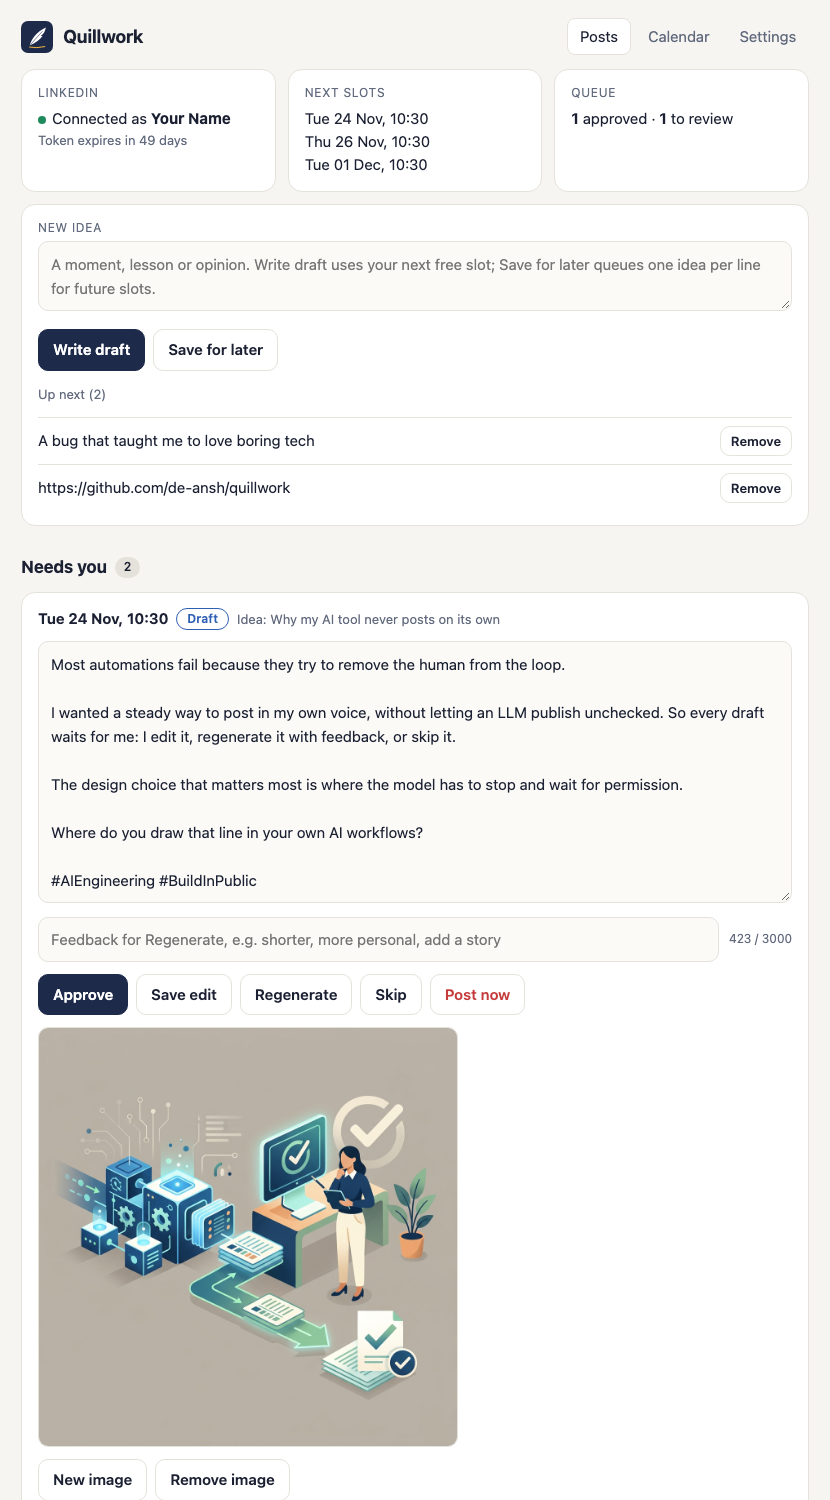 Quillwork
Posts
Calendar
Settings
LINKEDIN
Connected as Your Name
Token expires in 49 days
NEXT SLOTS
Tue 24 Nov, 10:30
Thu 26 Nov, 10:30
Tue 01 Dec, 10:30
QUEUE
1 approved · 1 to review
NEW IDEA
A moment, lesson or opinion. Write draft uses your next free slot; Save for later queues one idea per line
for future slots.
Write draft
Save for later
Up next (2)
A bug that taught me to love boring tech
Remove
https://github.com/de-ansh/quillwork
Remove
Needs you 2
Tue 24 Nov, 10:30 Draft Idea: Why my AI tool never posts on its own
Most automations fail because they try to remove the human from the loop.
I wanted a steady way to post in my own voice, without letting an LLM publish unchecked. So every draft
waits for me: I edit it, regenerate it with feedback, or skip it.
The design choice that matters most is where the model has to stop and wait for permission.
Where do you draw that line in your own AI workflows?
#AIEngineering #BuildInPublic
Feedback for Regenerate, e.g. shorter, more personal, add a story
423 / 3000
Approve
Save edit
Regenerate
Skip
Post now
New image
Remove image